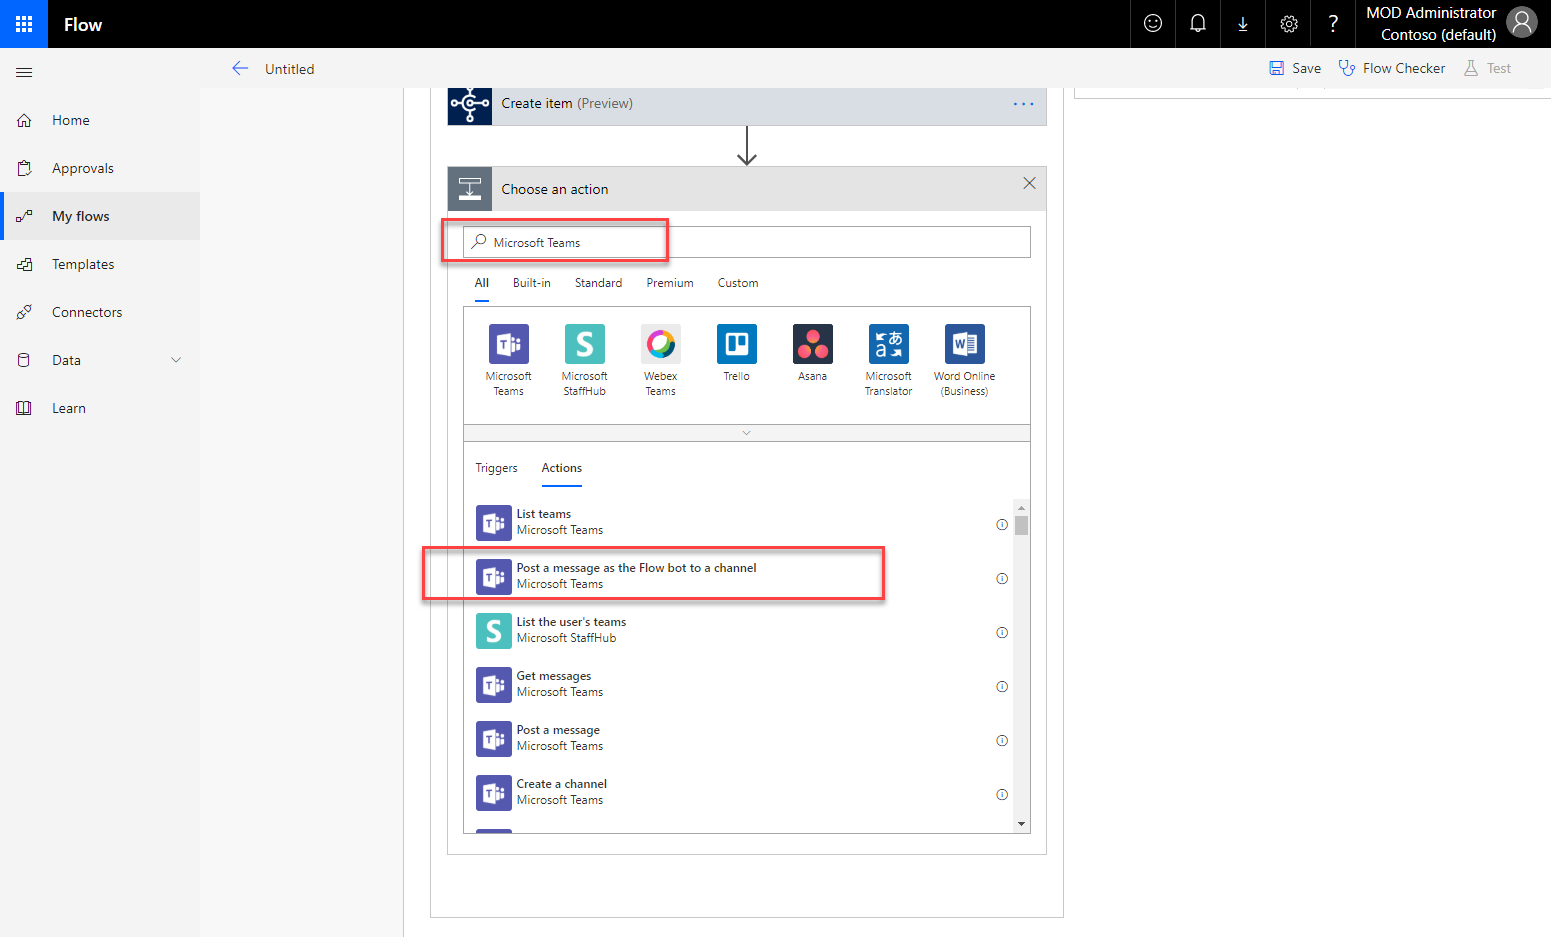 Flow
MOD Administrator
Contoso (default)
Untitled
Save
Flow Checker
Test
Home
Approvals
My flows
Templates
Connectors
Data
Learn
Create item (Preview)
Choose an action
Microsoft Teams
All Built-in Standard Premium Custom
Microsoft
Teams
Microsoft
StaffHub
Webex
Teams
Trello
Asana
Microsoft
Translator
Word Online
(Business)
Triggers Actions
List teams
Microsoft Teams
Post a message as the Flow bot to a channel
Microsoft Teams
List the user's teams
Microsoft StaffHub
Get messages
Microsoft Teams
Post a message
Microsoft Teams
Create a channel
Microsoft Teams